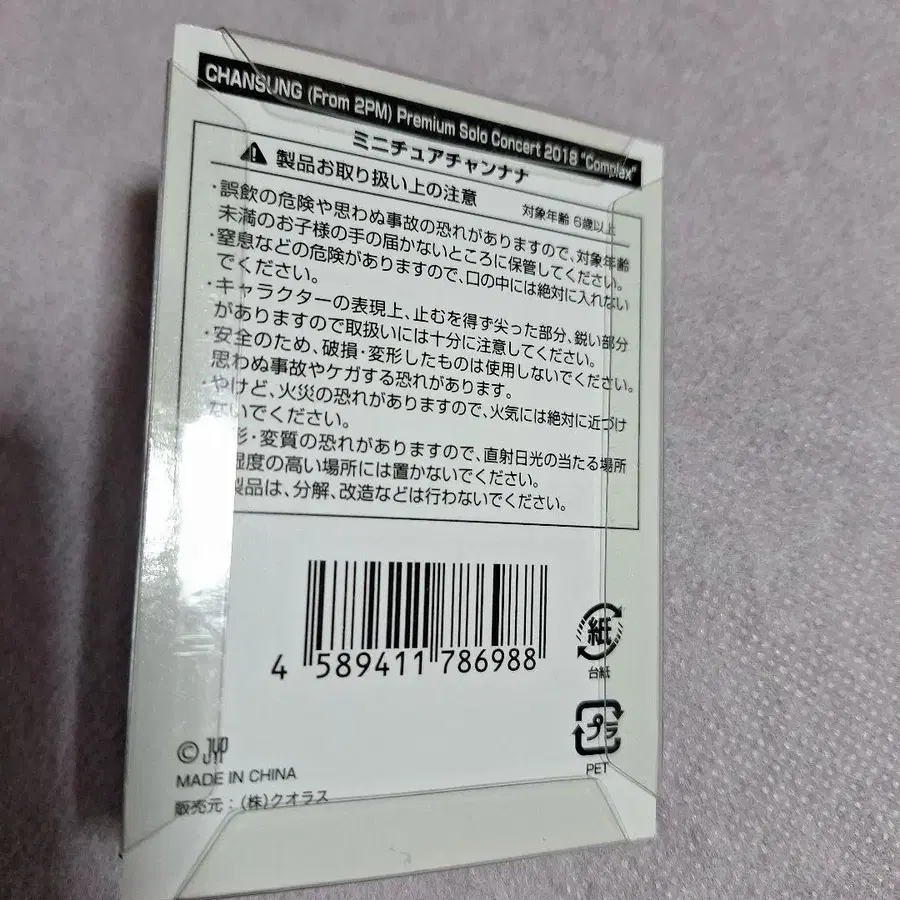 CHANSUNG (From 2PM) Premium Solo Concert 2018 "Complax"
ミニチュアチャンナナ
製品お取り扱い上の注意 対象年齢 6歳以上
・誤飲の危険や思わぬ事故の恐れがありますので、対象年齢
未満のお子様の手の届かないところに保管してください。
・窒息などの危険がありますので、口の中には絶対に入れない
でください。
・キャラクターの表現上、止むを得ず尖った部分、鋭い部分
がありますので取扱いには十分に注意してください。
・安全のため、破損・変形したものは使用しないでください。
思わぬ事故やケガする恐れがあります。
・やけど、火災の恐れがありますので、火気には絶対に近づけ
ないでください。
形・変質の恐れがありますので、直射日光の当たる場所
湿度の高い場所には置かないでください。
製品は、分解、改造などは行わないでください。
4 589411 786988
紙
台紙
プラ
PET
© JYP
MADE IN CHINA
販売元:(株)クオラス